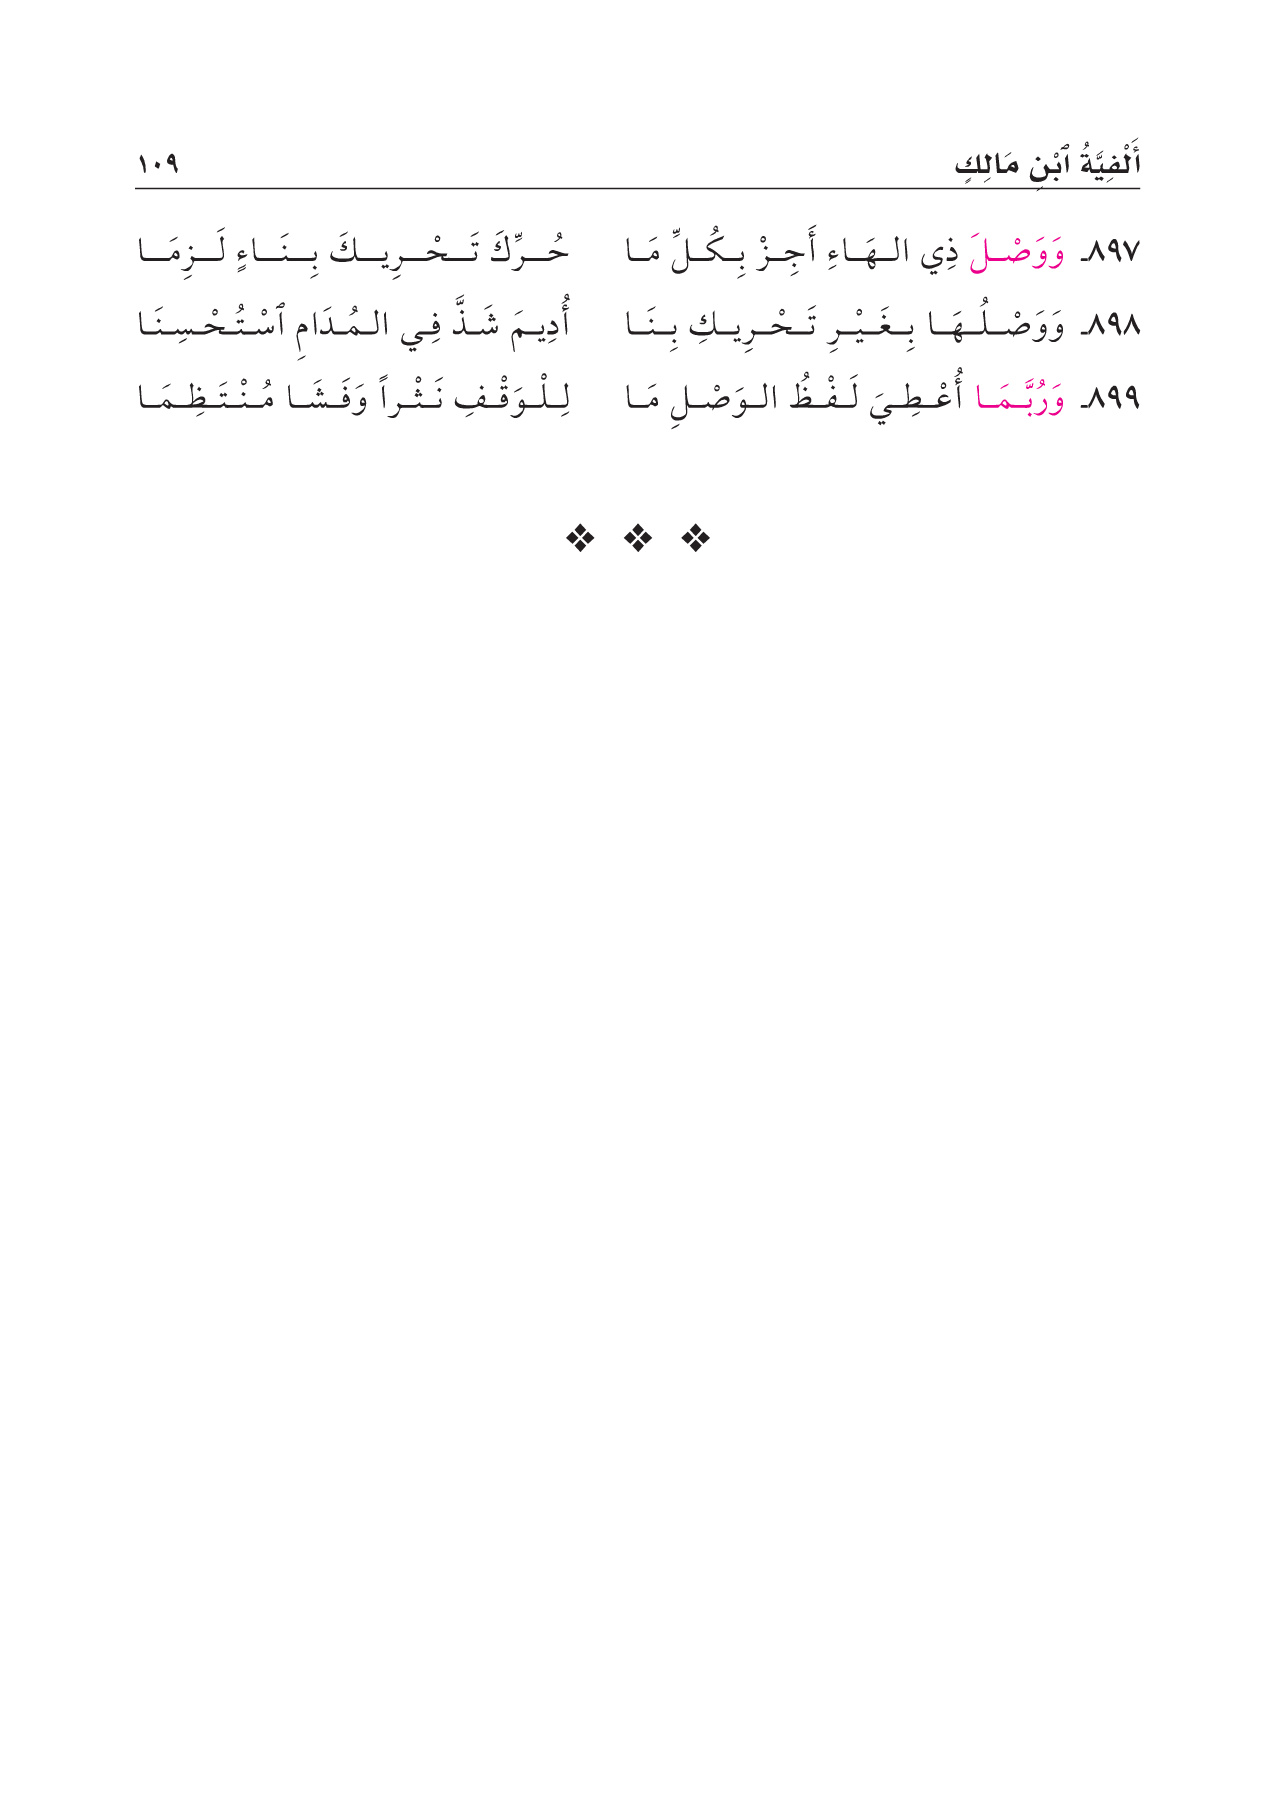 أَلْفِيَّةُ ٱبْنِ مَالِكٍ ١٠٩
٨٩٧ـ وَوَصْلَ ذِي الهَاءِ أَجِزْ بِكُلِّ مَا حُرِّكَ تَحْرِيكَ بِنَاءٍ لَزِمَا
٨٩٨ـ وَوَصْلُهَا بِغَيْرِ تَحْرِيكِ بِنَا أُدِيمَ شَذَّ فِي المُدَامِ ٱسْتُحْسِنَا
٨٩٩ـ وَرُبَّمَا أُعْطِيَ لَفْظُ الوَصْلِ مَا لِلْوَقْفِ نَثْراً وَفَشَا مُنْتَظِمَا